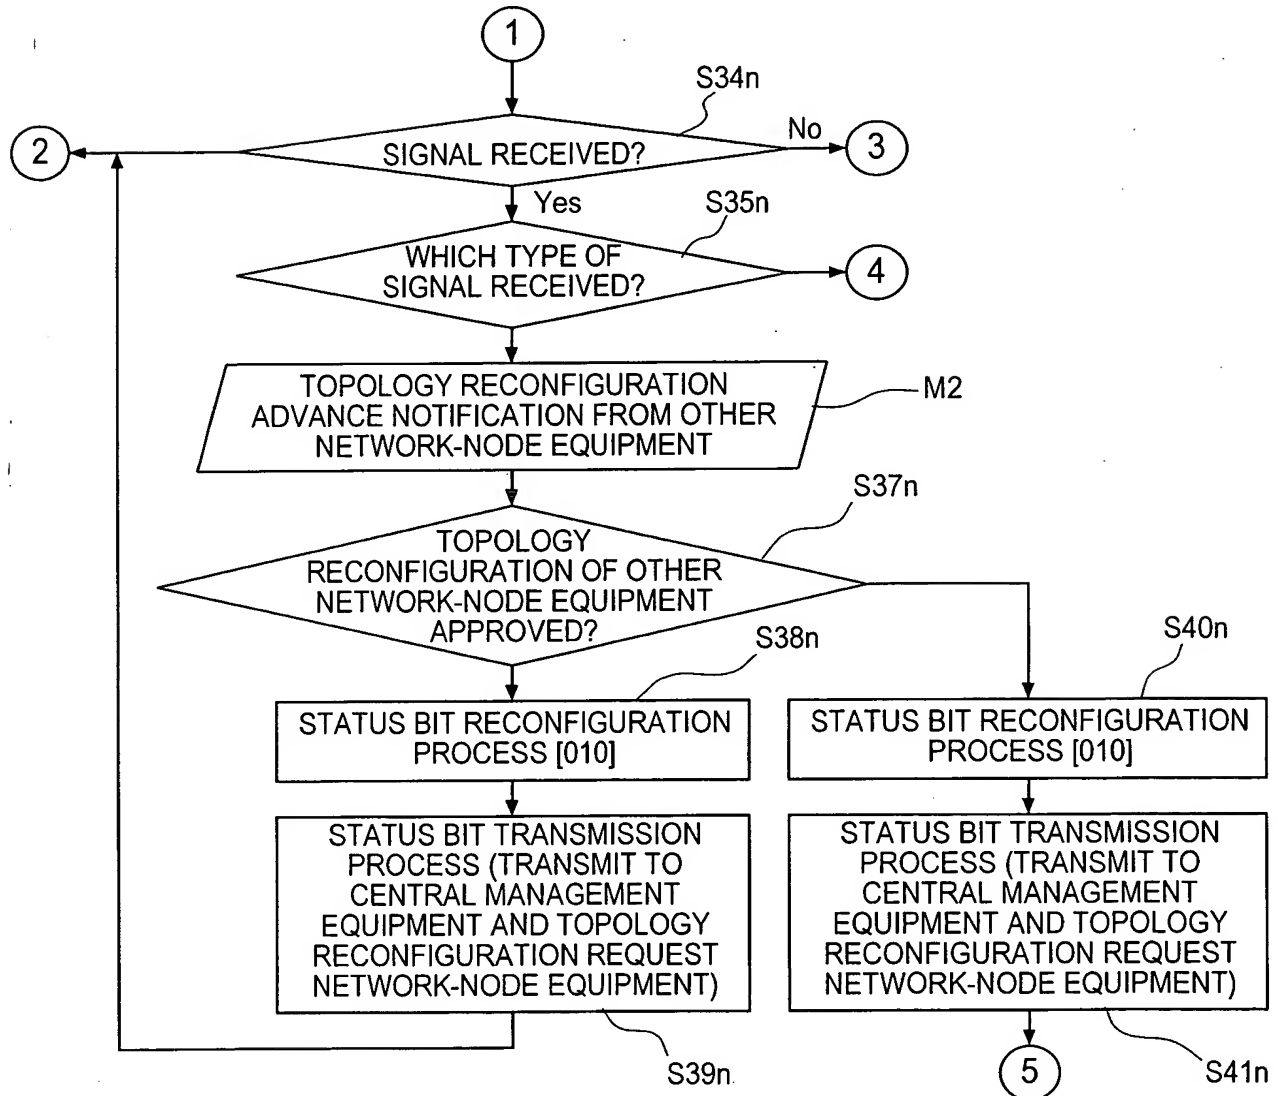 1
S34n
2
SIGNAL RECEIVED?
No
3
Yes
S35n
WHICH TYPE OF
SIGNAL RECEIVED?
4
TOPOLOGY RECONFIGURATION
ADVANCE NOTIFICATION FROM OTHER
NETWORK-NODE EQUIPMENT
M2
S37n
TOPOLOGY
RECONFIGURATION OF OTHER
NETWORK-NODE EQUIPMENT
APPROVED?
S38n
S40n
STATUS BIT RECONFIGURATION
PROCESS [010]
STATUS BIT RECONFIGURATION
PROCESS [010]
STATUS BIT TRANSMISSION
PROCESS (TRANSMIT TO
CENTRAL MANAGEMENT
EQUIPMENT AND TOPOLOGY
RECONFIGURATION REQUEST
NETWORK-NODE EQUIPMENT)
STATUS BIT TRANSMISSION
PROCESS (TRANSMIT TO
CENTRAL MANAGEMENT
EQUIPMENT AND TOPOLOGY
RECONFIGURATION REQUEST
NETWORK-NODE EQUIPMENT)
S39n
5
S41n